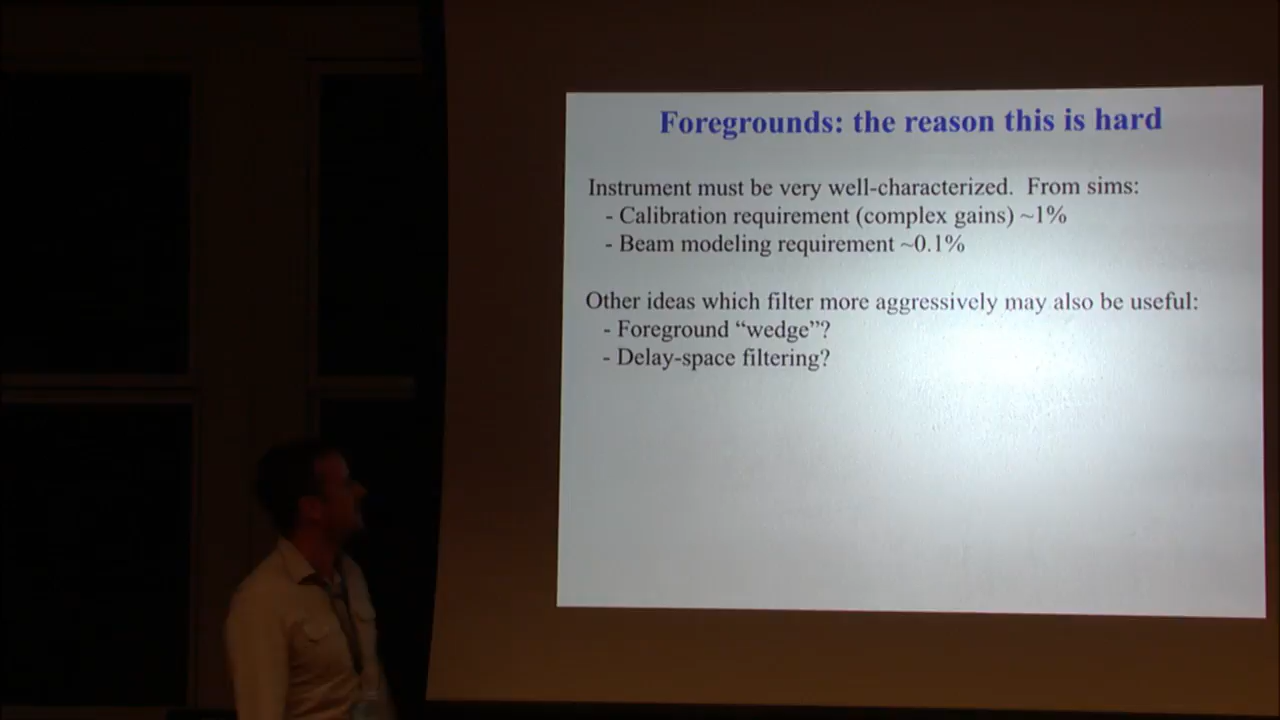 Foregrounds: the reason this is hard
Instrument must be very well-characterized. From sims:
- Calibration requirement (complex gains) ~1%
- Beam modeling requirement ~0.1%
Other ideas which filter more aggressively may also be useful:
- Foreground “wedge”?
- Delay-space filtering?